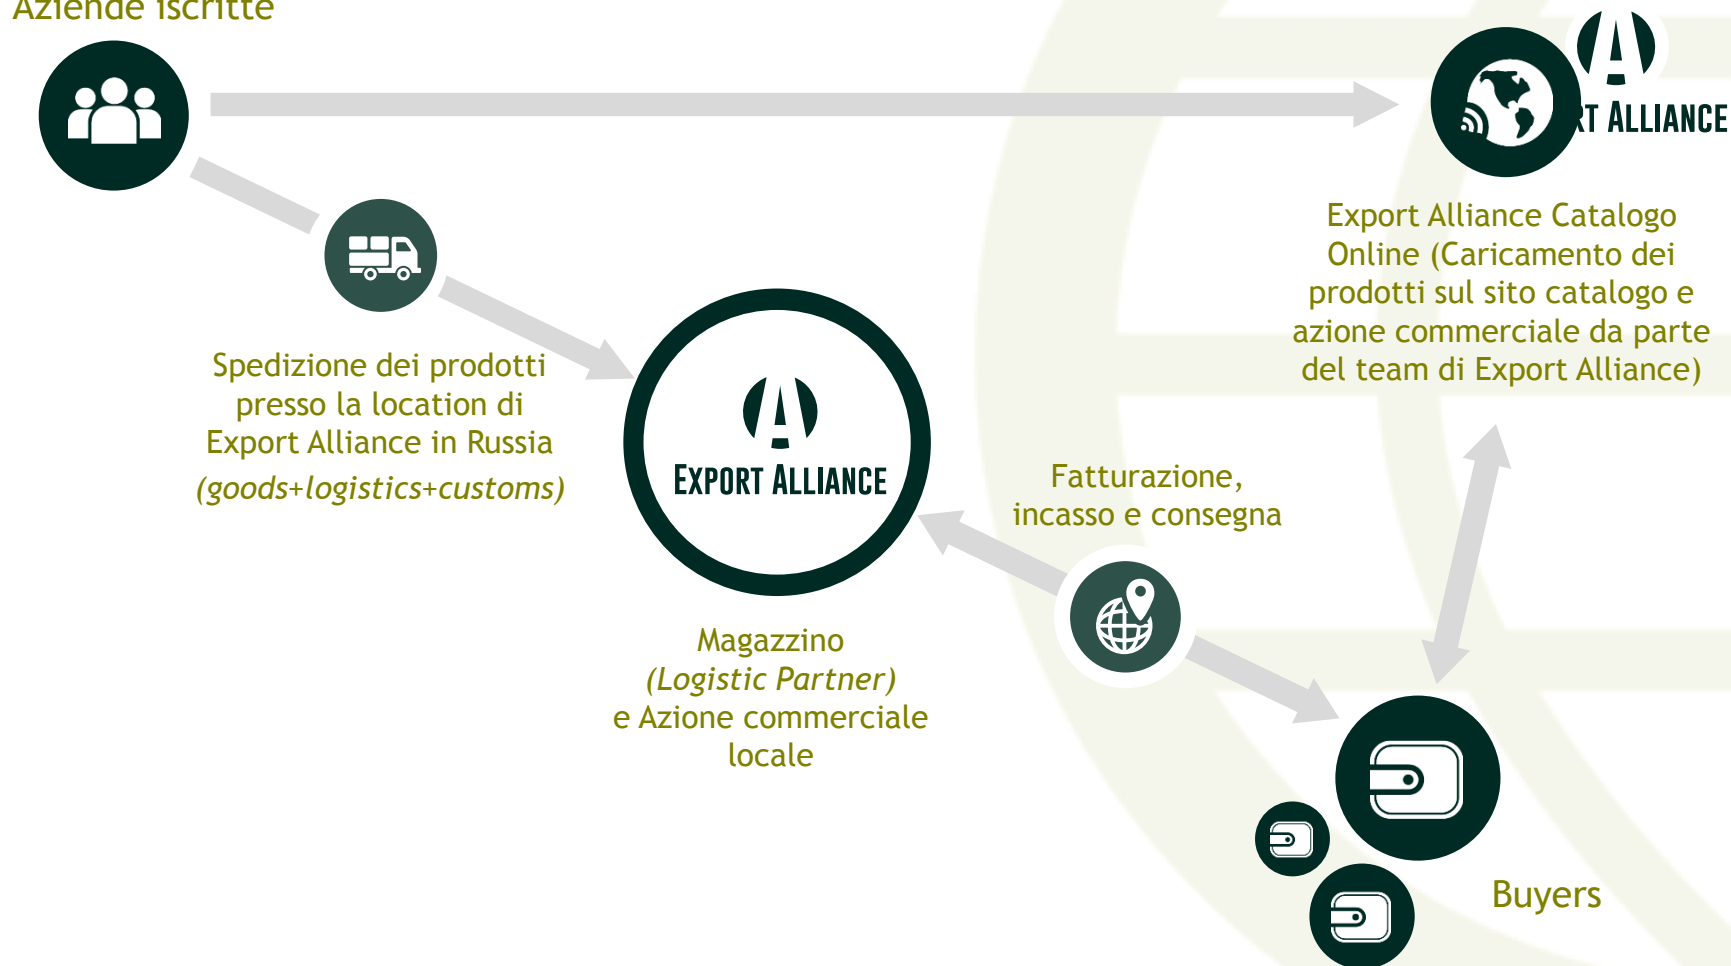 Aziende iscritte
RT ALLIANCE
Export Alliance Catalogo
Online (Caricamento dei
prodotti sul sito catalogo e
azione commerciale da parte
del team di Export Alliance)
Spedizione dei prodotti
presso la location di
Export Alliance in Russia
(goods+logistics+customs)
EXPORT ALLIANCE
Fatturazione,
incasso e consegna
Magazzino
(Logistic Partner)
e Azione commerciale
locale
Buyers